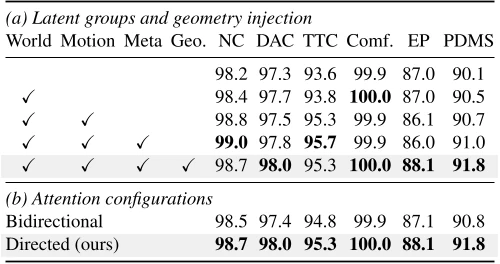 (a) Latent groups and geometry injection
World Motion Meta Geo. NC DAC TTC Comf. EP PDMS
98.2 97.3 93.6 99.9 87.0 90.1
✓ 98.4 97.7 93.8 100.0 87.0 90.5
✓ ✓ 98.8 97.5 95.3 99.9 86.1 90.7
✓ ✓ ✓ 99.0 97.8 95.7 99.9 86.0 91.0
✓ ✓ ✓ ✓ 98.7 98.0 95.3 100.0 88.1 91.8
(b) Attention configurations
Bidirectional 98.5 97.4 94.8 99.9 87.1 90.8
Directed (ours) 98.7 98.0 95.3 100.0 88.1 91.8